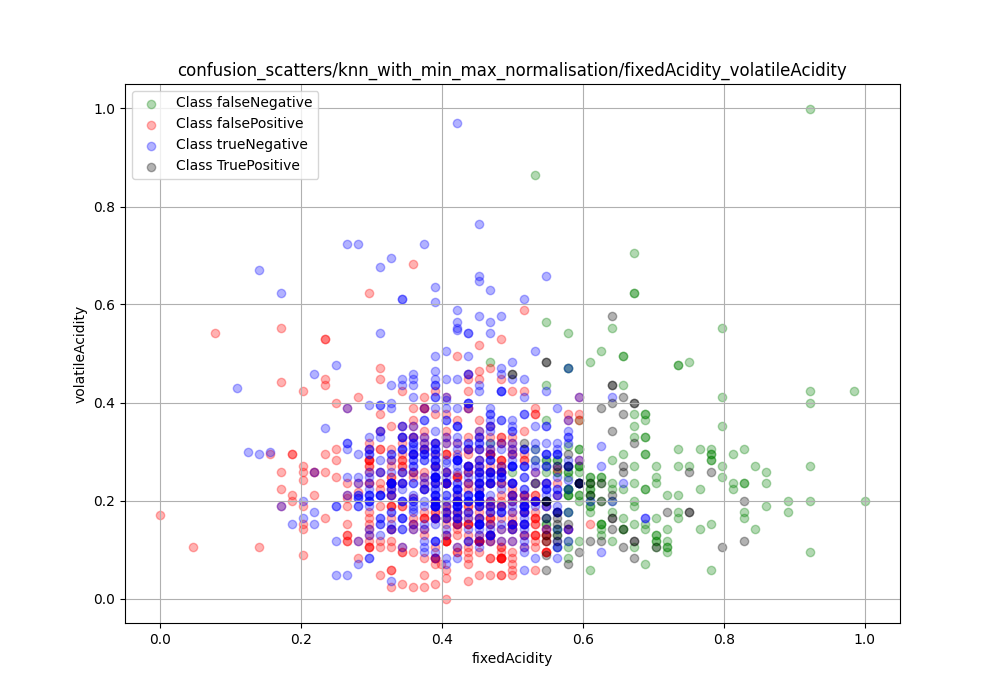 confusion_scatters/knn_with_min_max_normalisation/fixedAcidity_volatileAcidity
Class falseNegative
Class falsePositive
Class trueNegative
Class TruePositive
1.0
0.8
0.6
0.4
0.2
0.0
volatileAcidity
0.0 0.2 0.4 0.6 0.8 1.0
fixedAcidity